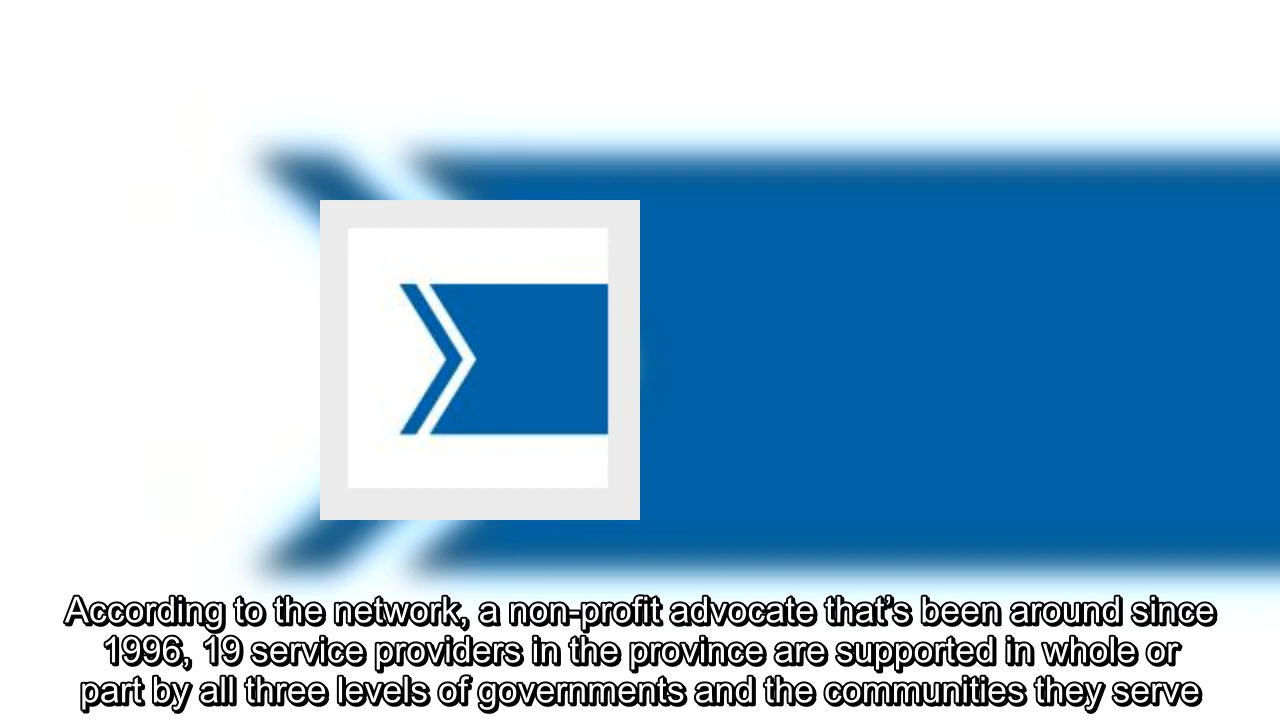 According to the network, a non-profit advocate that's been around since
1996, 19 service providers in the province are supported in whole or
part by all three levels of governments and the communities they serve